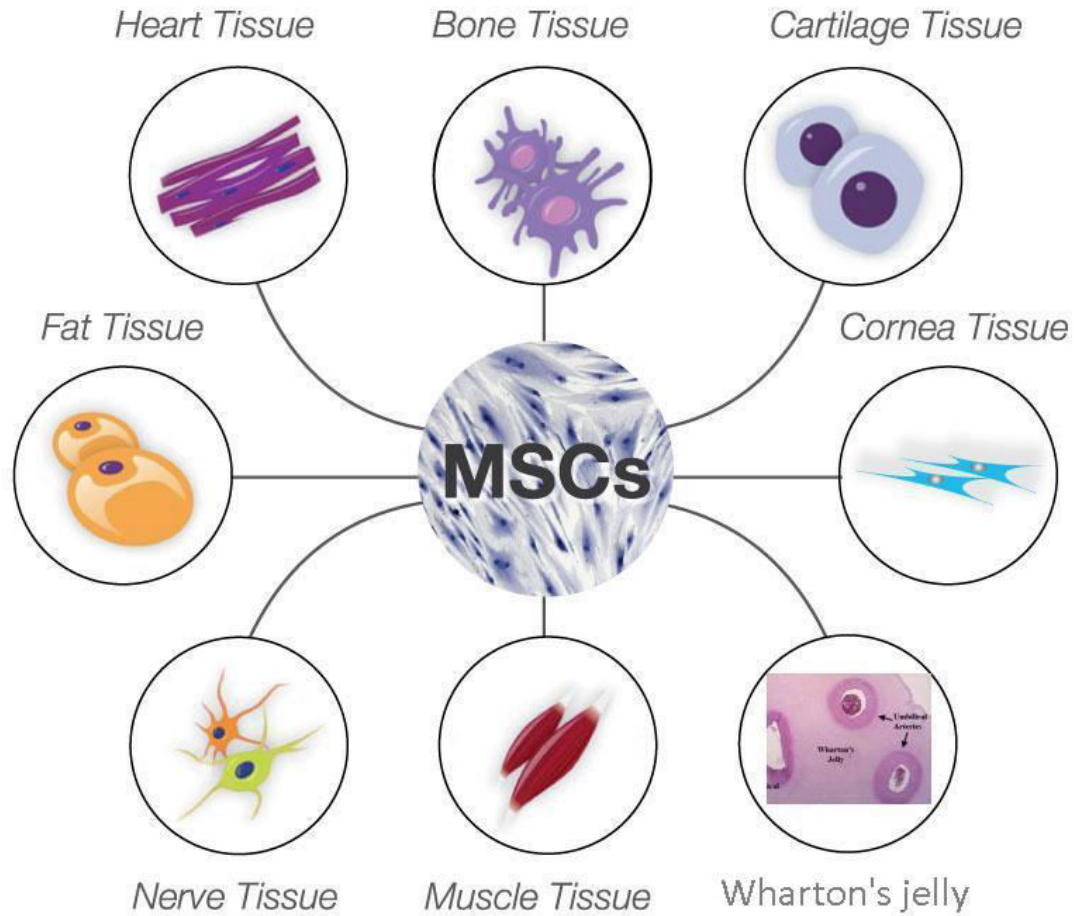 Heart Tissue
Bone Tissue
Cartilage Tissue
Fat Tissue
Cornea Tissue
MSCs
Umbilical
Arteries
Wharton's
Jelly
Nerve Tissue
Muscle Tissue
Wharton's jelly